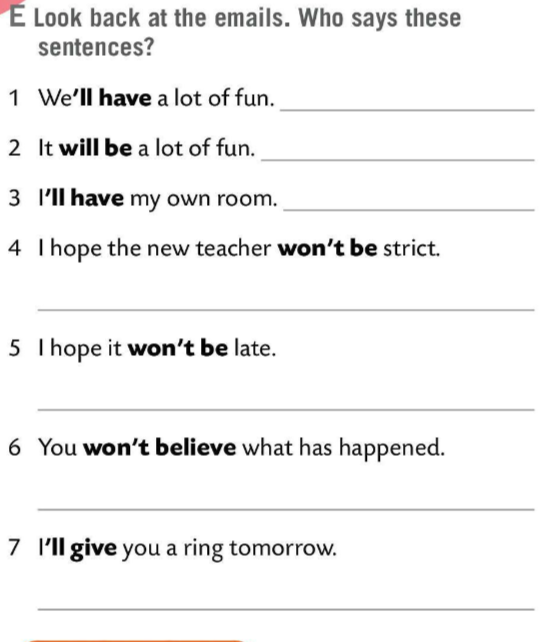 E Look back at the emails. Who says these
sentences?
1 We'll have a lot of fun.
2 It will be a lot of fun.
3 I'll have my own room.
4 I hope the new teacher won't be strict.
5 I hope it won't be late.
6 You won't believe what has happened.
7 I'll give you a ring tomorrow.